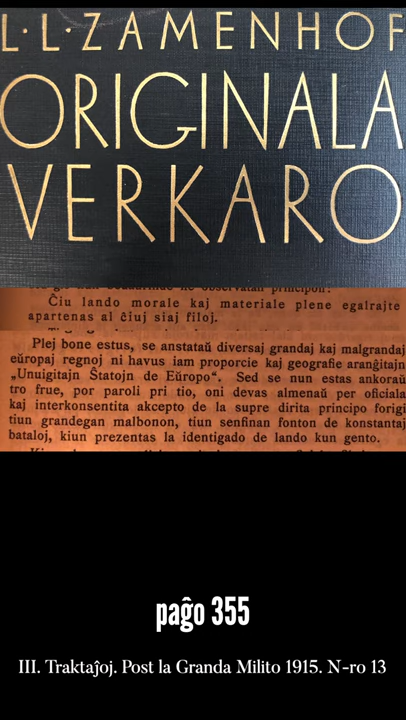 L·L·ZAMENHOF
ORIGINALA
VERKARO
principon:
Ĉiu lando morale kaj materiale plene egalrajte
apartenas al ĉiuj siaj filoj.
Plej bone estus, se anstataŭ diversaj grandaj kaj malgrandaj
eŭropaj regnoj ni havus iam proporcie kaj geografie aranĝitajn
„Unuigitajn Ŝtatojn de Eŭropo“. Sed se nun estas ankoraŭ
tro frue, por paroli pri tio, oni devas almenaŭ per oficiala
kaj interkonsentita akcepto de la supre dirita principo forigi
tiun grandegan malbonon, tiun senfinan fonton de konstantaj
bataloj, kiun prezentas la identigado de lando kun gento.
paĝo 355
III. Traktaĵoj. Post la Granda Milito 1915. N-ro 13